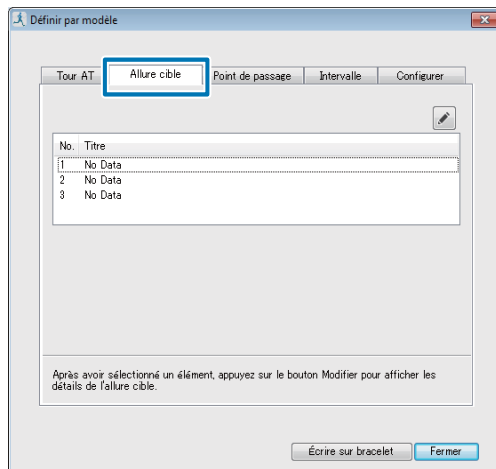 Définir par modèle
Tour AT Allure cible Point de passage Intervalle Configurer
No. Titre
1 No Data
2 No Data
3 No Data
Après avoir sélectionné un élément, appuyez sur le bouton Modifier pour afficher les
détails de l'allure cible.
Écrire sur bracelet Fermer